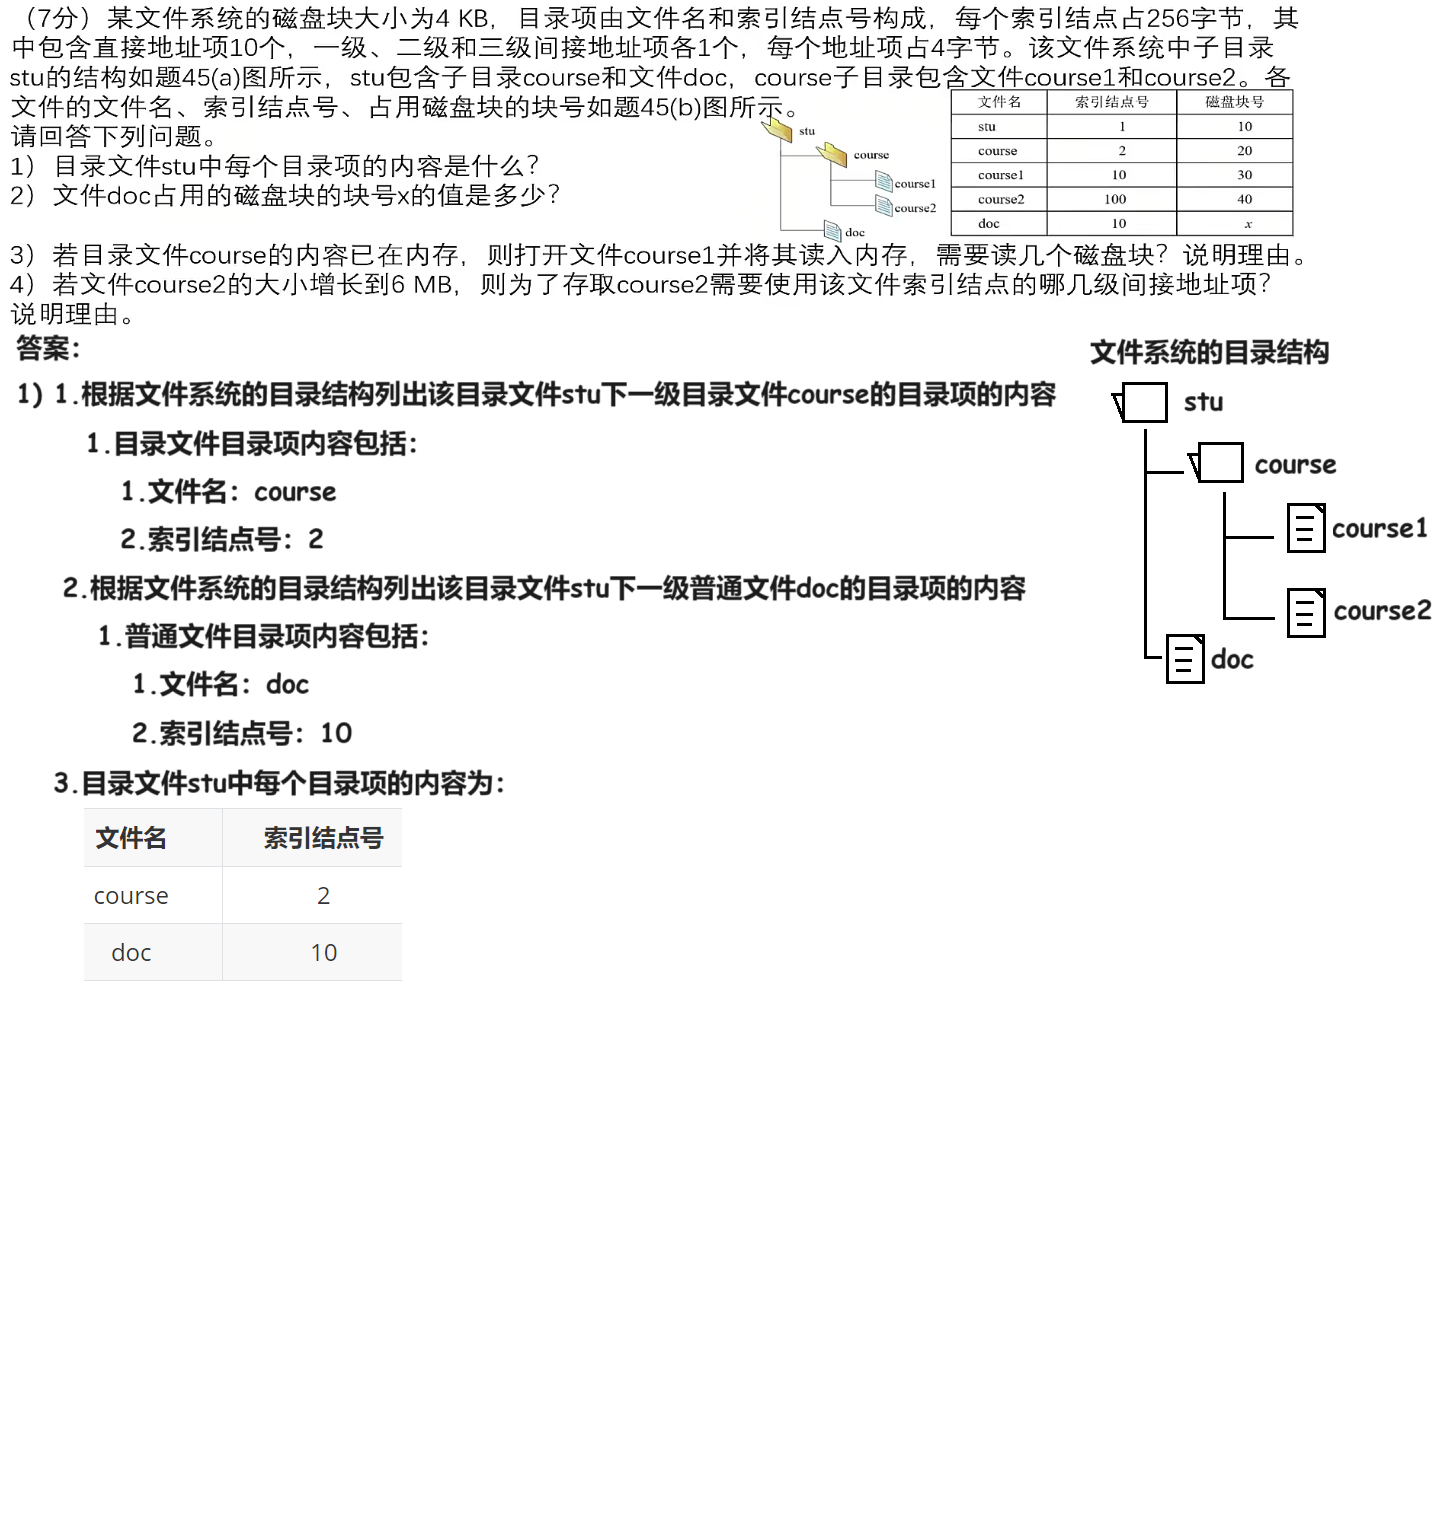 （7分）某文件系统的磁盘块大小为4 KB，目录项由文件名和索引结点号构成，每个索引结点占256字节，其
中包含直接地址项10个，一级、二级和三级间接地址项各1个，每个地址项占4字节。该文件系统中子目录
stu的结构如题45(a)图所示，stu包含子目录course和文件doc，course子目录包含文件course1和course2。各
文件的文件名、索引结点号、占用磁盘块的块号如题45(b)图所示。
请回答下列问题。
1）目录文件stu中每个目录项的内容是什么？
2）文件doc占用的磁盘块的块号x的值是多少？
stu
course
course1
course2
doc
文件名 索引结点号 磁盘块号
stu 1 10
course 2 20
course1 10 30
course2 100 40
doc 10 x
3）若目录文件course的内容已在内存，则打开文件course1并将其读入内存，需要读几个磁盘块？说明理由。
4）若文件course2的大小增长到6 MB，则为了存取course2需要使用该文件索引结点的哪几级间接地址项？
说明理由。
答案：
1) 1.根据文件系统的目录结构列出该目录文件stu下一级目录文件course的目录项的内容
1.目录文件目录项内容包括：
1.文件名：course
2.索引结点号：2
2.根据文件系统的目录结构列出该目录文件stu下一级普通文件doc的目录项的内容
1.普通文件目录项内容包括：
1.文件名：doc
2.索引结点号：10
3.目录文件stu中每个目录项的内容为：
文件名 索引结点号
course 2
doc 10
文件系统的目录结构
stu
course
course1
course2
doc